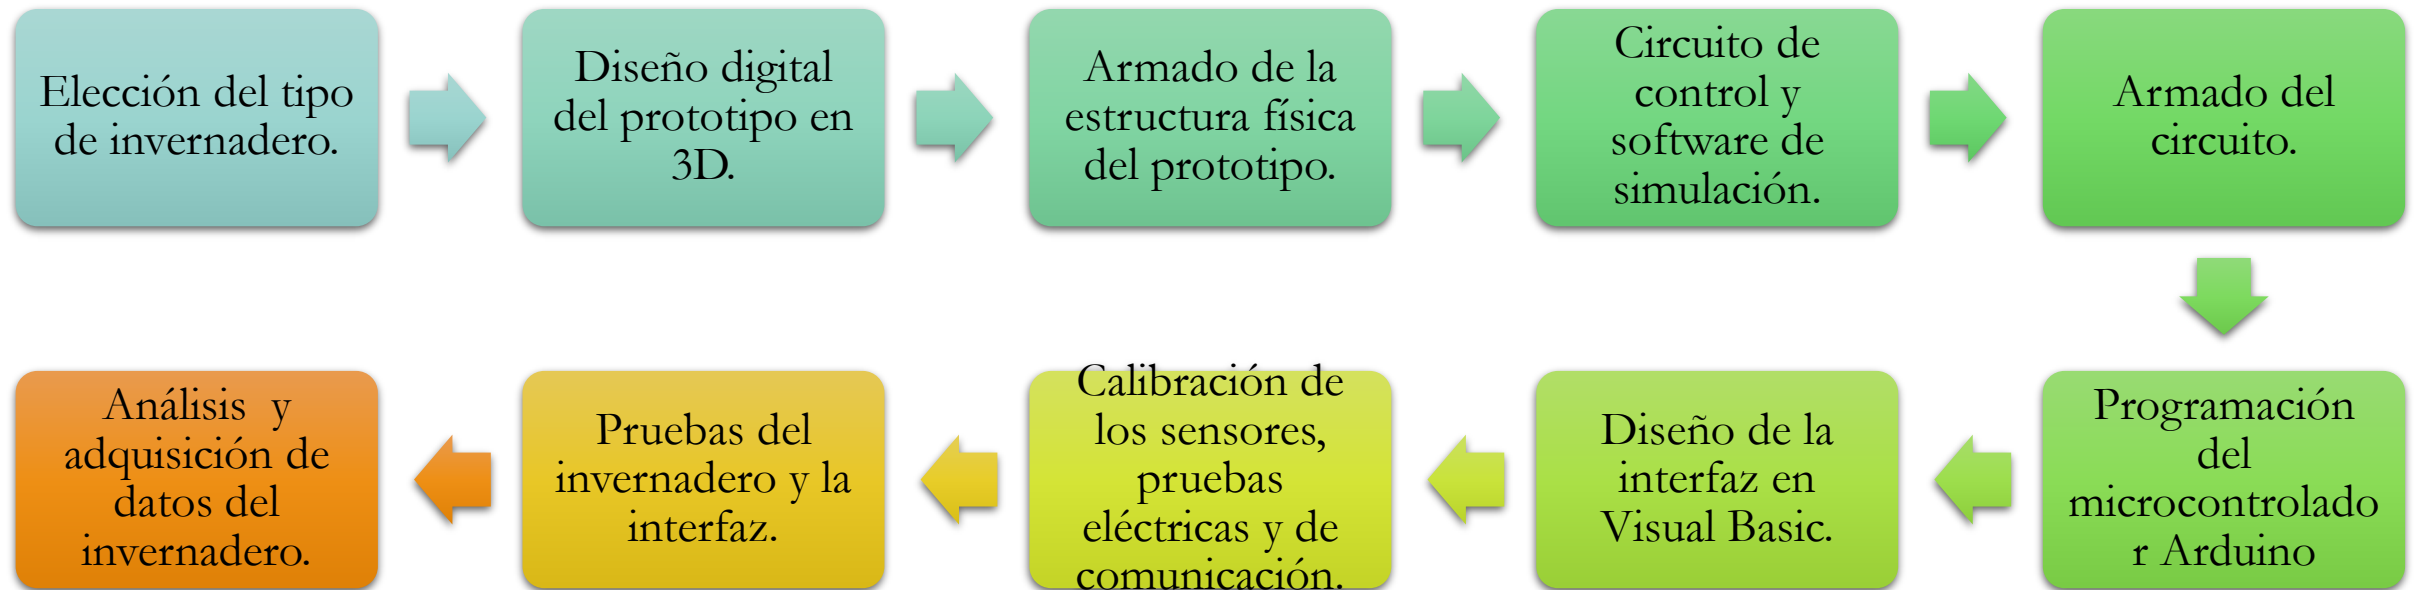 Elección del tipo
de invernadero.
Diseño digital
del prototipo en
3D.
Armado de la
estructura física
del prototipo.
Circuito de
control y
software de
simulación.
Armado del
circuito.
Programación
del
microcontrolado
r Arduino
Diseño de la
interfaz en
Visual Basic.
Calibración de
los sensores,
pruebas
eléctricas y de
comunicación.
Pruebas del
invernadero y la
interfaz.
Análisis  y
adquisición de
datos del
invernadero.